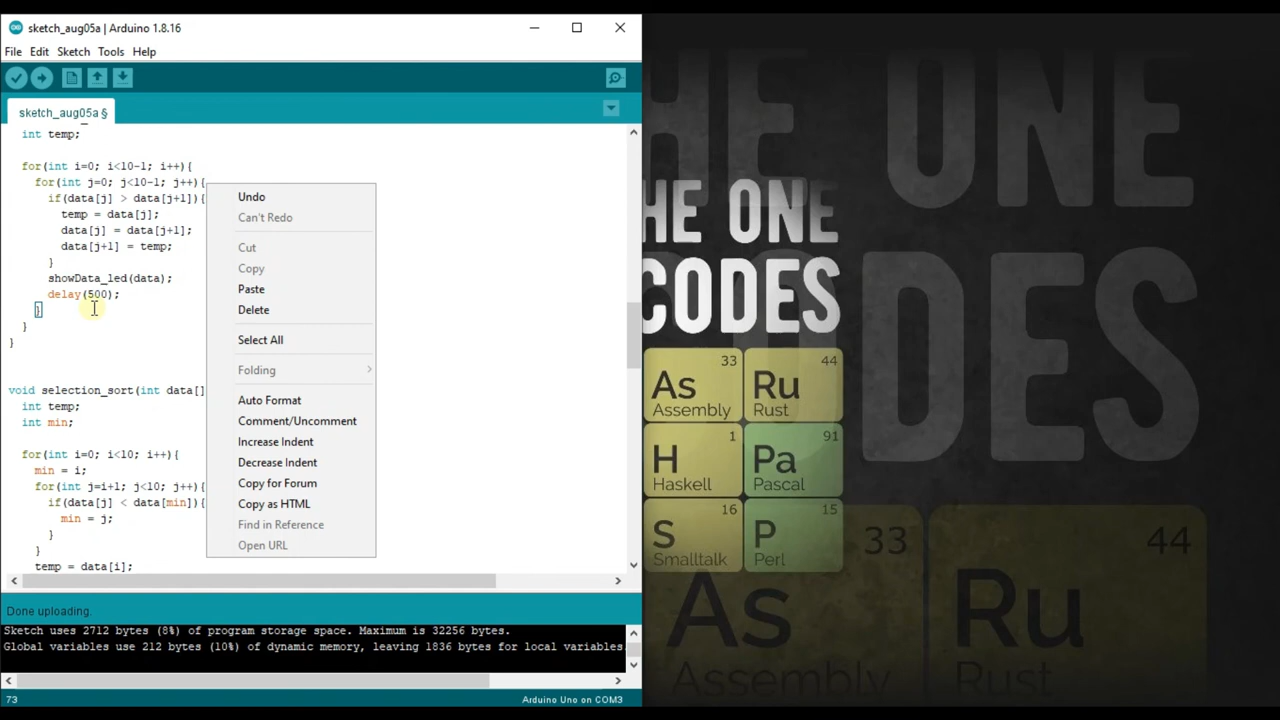 sketch_aug05a | Arduino 1.8.16
File Edit Sketch Tools Help
sketch_aug05a §
int temp;
for(int i=0; i<10-1; i++){
for(int j=0; j<10-1; j++){
if(data[j] > data[j+1]){
temp = data[j];
data[j] = data[j+1];
data[j+1] = temp;
}
showData_led(data);
delay(500);
}
}
}
void selection_sort(int data[]
int temp;
int min;
for(int i=0; i<10; i++){
min = i;
for(int j=i+1; j<10; j++){
if(data[j] < data[min]){
min = j;
}
}
temp = data[i];
Undo
Can't Redo
Cut
Copy
Paste
Delete
Select All
Folding
Auto Format
Comment/Uncomment
Increase Indent
Decrease Indent
Copy for Forum
Copy as HTML
Find in Reference
Open URL
Done uploading.
Sketch uses 2712 bytes (8%) of program storage space. Maximum is 32256 bytes.
Global variables use 212 bytes (10%) of dynamic memory, leaving 1836 bytes for local variables.
73
Arduino Uno on COM3
HE ONE
CODES
33
As
Assembly
44
Ru
Rust
1
H
Haskell
91
Pa
Pascal
16
S
Smalltalk
15
P
Perl
HE ONE
ODES
33
As
Assembly
44
Ru
Rust